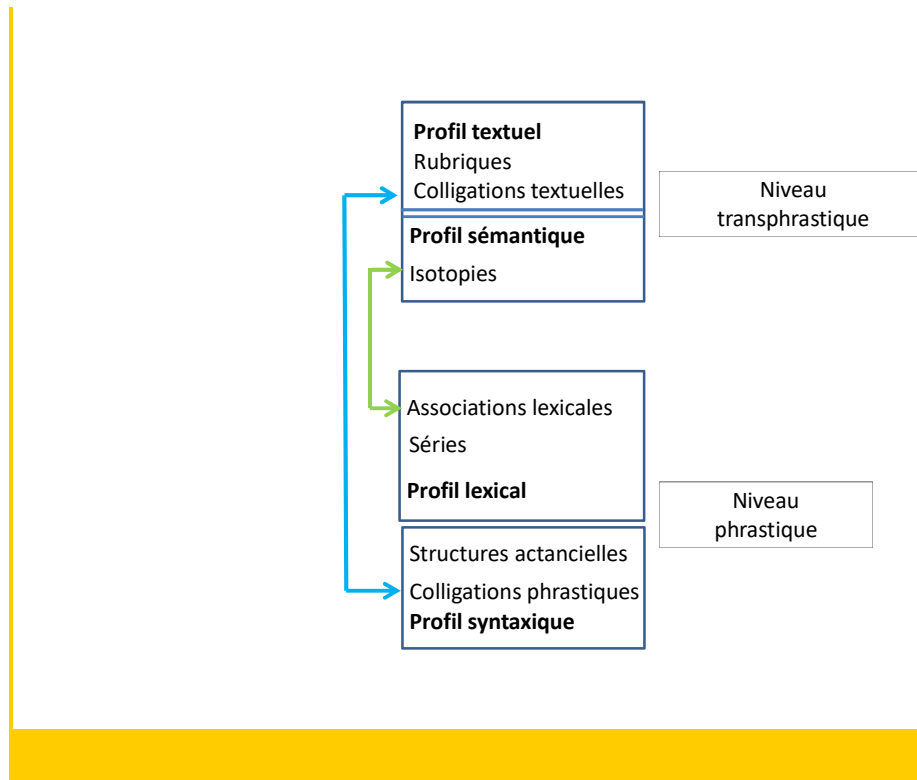 Profil textuel
Rubriques
Colligations textuelles
Niveau
transphrastique
Profil sémantique
Isotopies
Associations lexicales
Séries
Profil lexical
Niveau
phrastique
Structures actancielles
Colligations phrastiques
Profil syntaxique